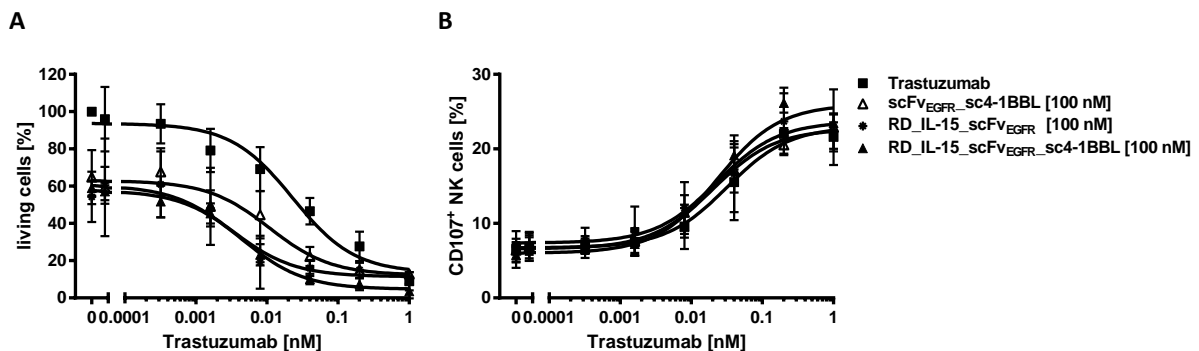 A
B
120
100
80
60
40
20
0
living cells [%]
0 0.0001 0.001 0.01 0.1 1
Trastuzumab [nM]
30
20
10
0
CD107+ NK cells [%]
0 0.0001 0.001 0.01 0.1 1
Trastuzumab [nM]
Trastuzumab
scFvEGFR_sc4-1BBL [100 nM]
RD_IL-15_scFvEGFR [100 nM]
RD_IL-15_scFvEGFR_sc4-1BBL [100 nM]